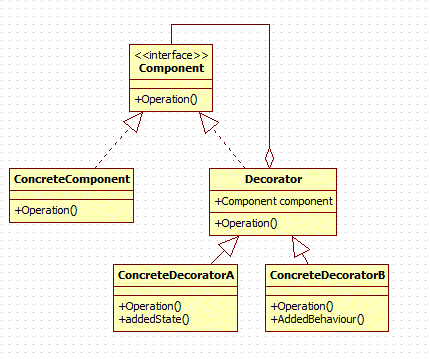 <<interface>>
Component
+Operation()
ConcreteComponent
+Operation()
Decorator
+Component component
+Operation()
ConcreteDecoratorA
+Operation()
+addedState()
ConcreteDecoratorB
+Operation()
+AddedBehaviour()